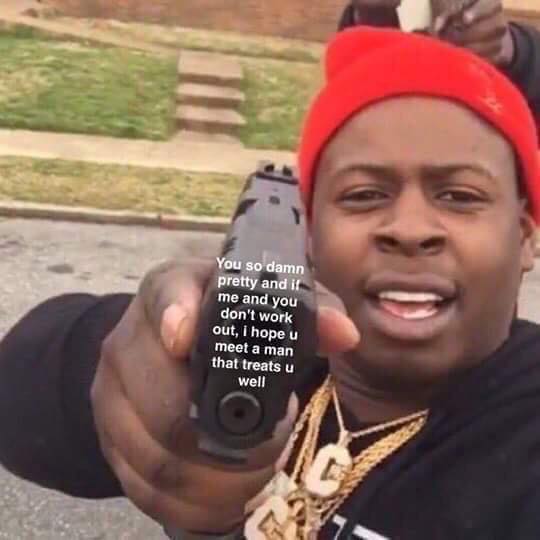 You so damn
pretty and if
me and you
don't work
out, i hope u
meet a man
that treats u
well
G
G